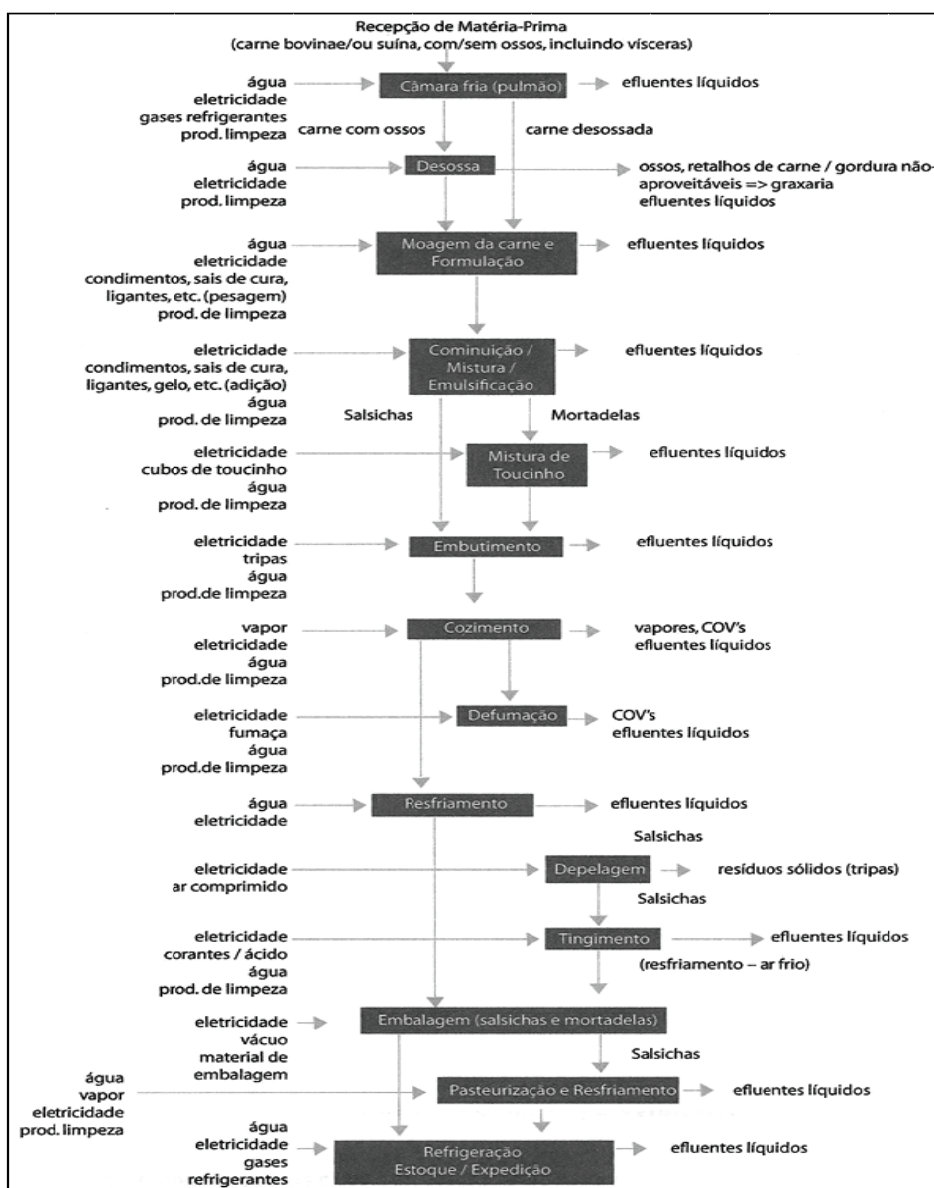 Recepção de Matéria-Prima
(carne bovinae/ou suína, com/sem ossos, incluindo vísceras)
água
eletricidade
gases refrigerantes
prod. limpeza
Câmara fria (pulmão)
efluentes líquidos
carne com ossos
carne desossada
água
eletricidade
prod. limpeza
Desossa
ossos, retalhos de carne / gordura não-
aproveitáveis => graxaria
efluentes líquidos
água
eletricidade
condimentos, sais de cura,
ligantes, etc. (pesagem)
prod. de limpeza
Moagem da carne e
Formulação
efluentes líquidos
eletricidade
condimentos, sais de cura,
ligantes, gelo, etc. (adição)
água
prod. de limpeza
Cominuição /
Mistura /
Emulsificação
efluentes líquidos
Salsichas
Mortadelas
eletricidade
cubos de toucinho
água
prod. de limpeza
Mistura de
Toucinho
efluentes líquidos
eletricidade
tripas
água
prod.de limpeza
Embutimento
efluentes líquidos
vapor
eletricidade
água
prod.de limpeza
Cozimento
vapores, COV's
efluentes líquidos
eletricidade
fumaça
água
prod.de limpeza
Defumação
COV's
efluentes líquidos
água
eletricidade
Resfriamento
efluentes líquidos
Salsichas
eletricidade
ar comprimido
Depelagem
resíduos sólidos (tripas)
Salsichas
eletricidade
corantes / ácido
água
prod. de limpeza
Tingimento
efluentes líquidos
(resfriamento – ar frio)
eletricidade
vácuo
material de
embalagem
Embalagem (salsichas e mortadelas)
Salsichas
água
vapor
eletricidade
prod. limpeza
Pasteurização e Resfriamento
efluentes líquidos
água
eletricidade
gases
refrigerantes
Refrigeração
Estoque / Expedição
efluentes líquidos